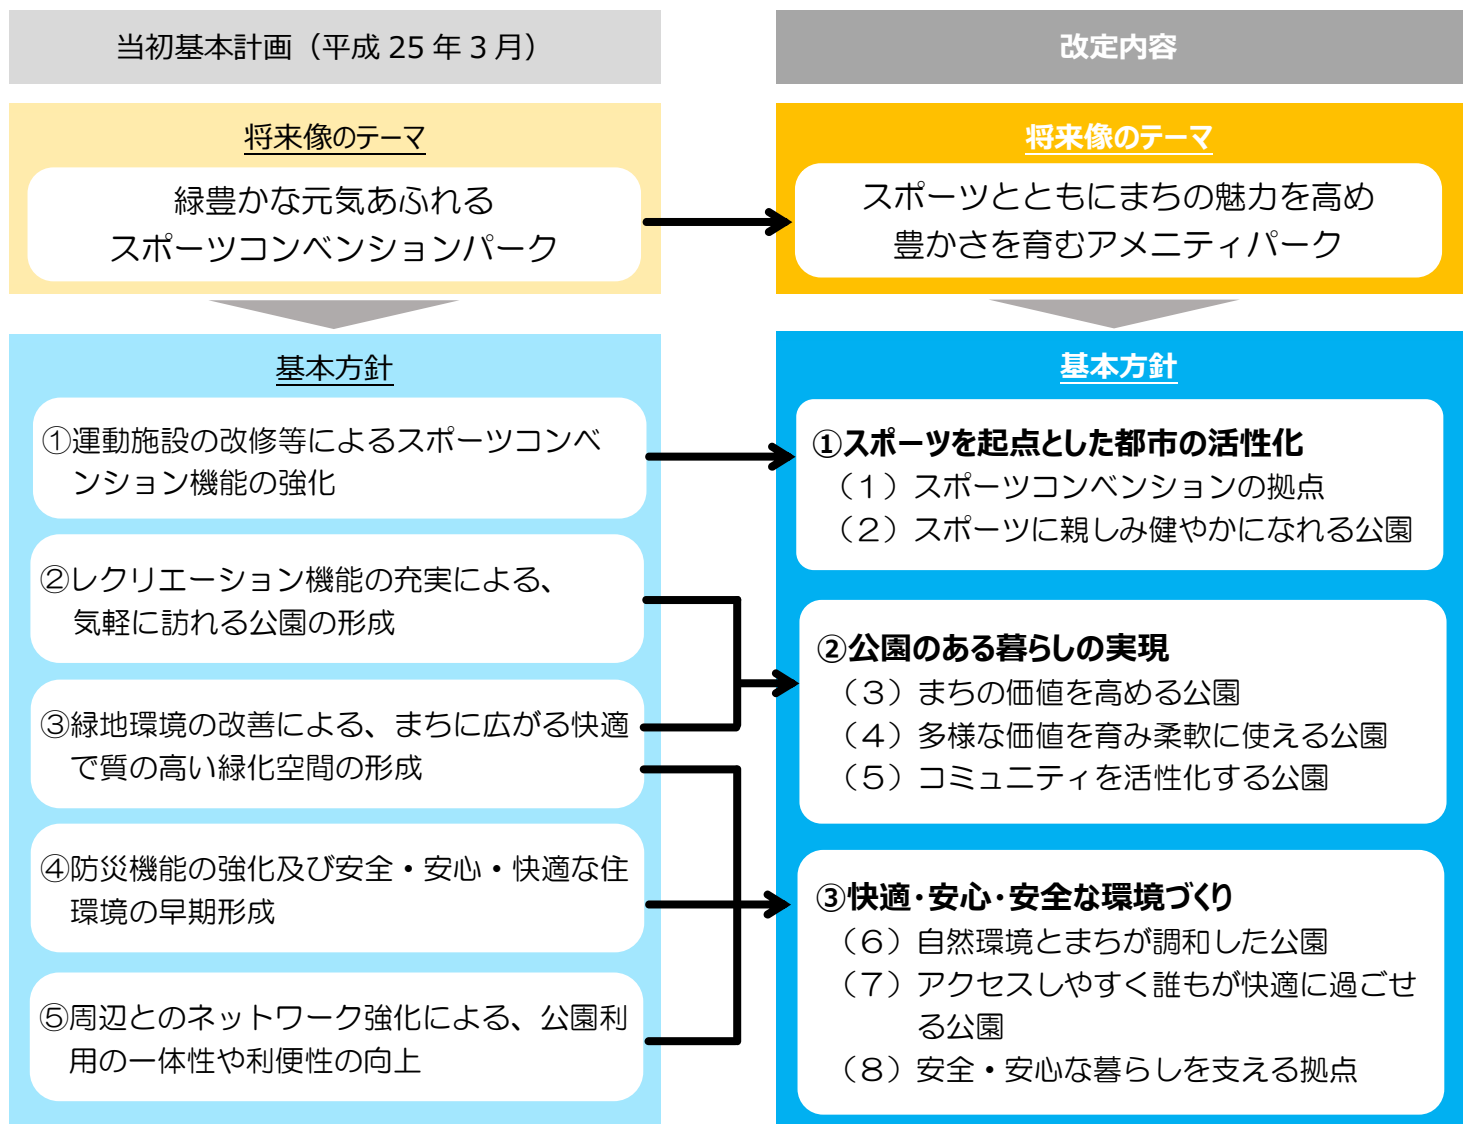 当初基本計画（平成 25 年 3 月）
将来像のテーマ
緑豊かな元気あふれる
スポーツコンベンションパーク
基本方針
①運動施設の改修等によるスポーツコンベ
ンション機能の強化
②レクリエーション機能の充実による、
気軽に訪れる公園の形成
③緑地環境の改善による、まちに広がる快適
で質の高い緑化空間の形成
④防災機能の強化及び安全・安心・快適な住
環境の早期形成
⑤周辺とのネットワーク強化による、公園利
用の一体性や利便性の向上
改定内容
将来像のテーマ
スポーツとともにまちの魅力を高め
豊かさを育むアメニティパーク
基本方針
①スポーツを起点とした都市の活性化
（１）スポーツコンベンションの拠点
（２）スポーツに親しみ健やかになれる公園
②公園のある暮らしの実現
（３）まちの価値を高める公園
（４）多様な価値を育み柔軟に使える公園
（５）コミュニティを活性化する公園
③快適・安心・安全な環境づくり
（６）自然環境とまちが調和した公園
（７）アクセスしやすく誰もが快適に過ごせ
る公園
（８）安全・安心な暮らしを支える拠点